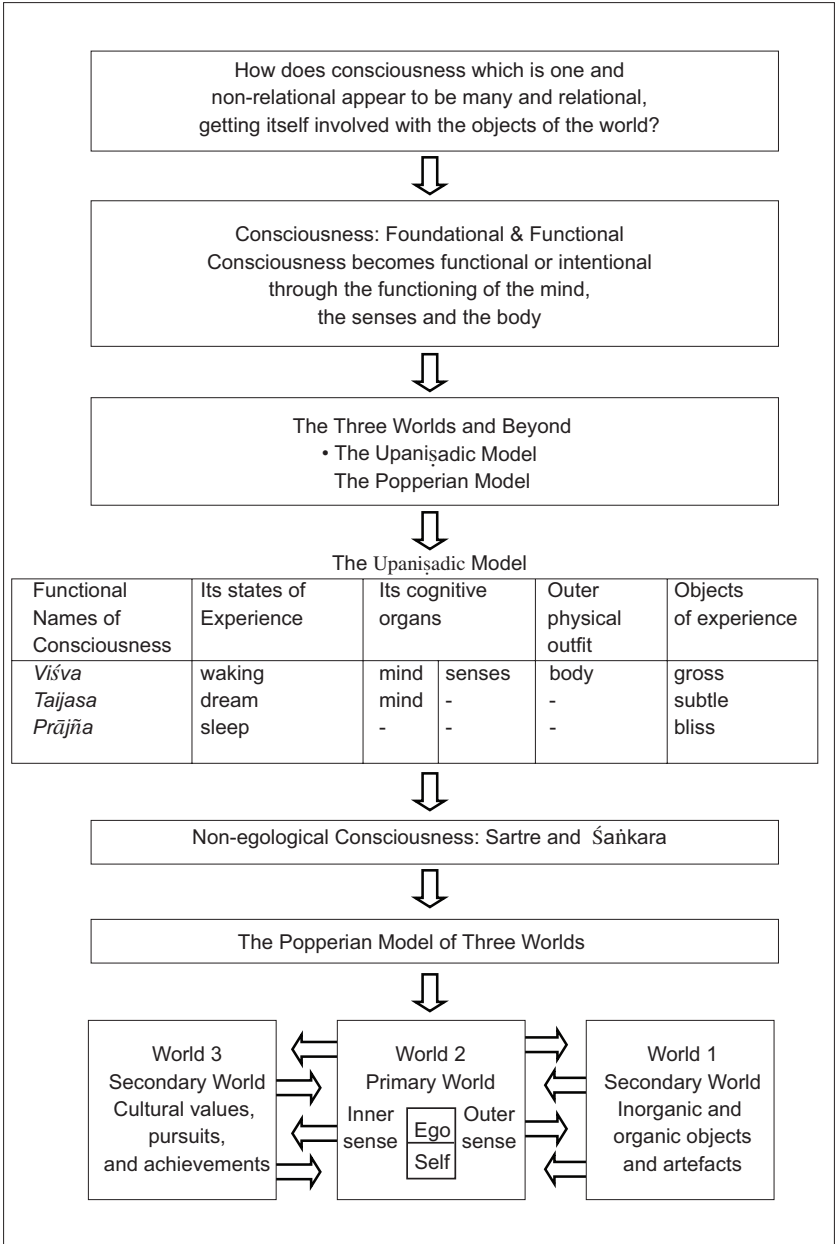 How does consciousness which is one and
non-relational appear to be many and relational,
getting itself involved with the objects of the world?
Consciousness: Foundational & Functional
Consciousness becomes functional or intentional
through the functioning of the mind,
the senses and the body
The Three Worlds and Beyond
• The Upaniṣadic Model
The Popperian Model
The Upaniṣadic Model
Functional Its states of Its cognitive Outer Objects
Names of Experience organs physical of experience
Consciousness outfit
Viśva waking mind senses body gross
Taijasa dream mind - - subtle
Prājña sleep - - - bliss
Non-egological Consciousness: Sartre and Śaṅkara
The Popperian Model of Three Worlds
World 3
Secondary World
Cultural values,
pursuits,
and achievements
World 2
Primary World
Inner Outer
sense sense
Ego
Self
World 1
Secondary World
Inorganic and
organic objects
and artefacts